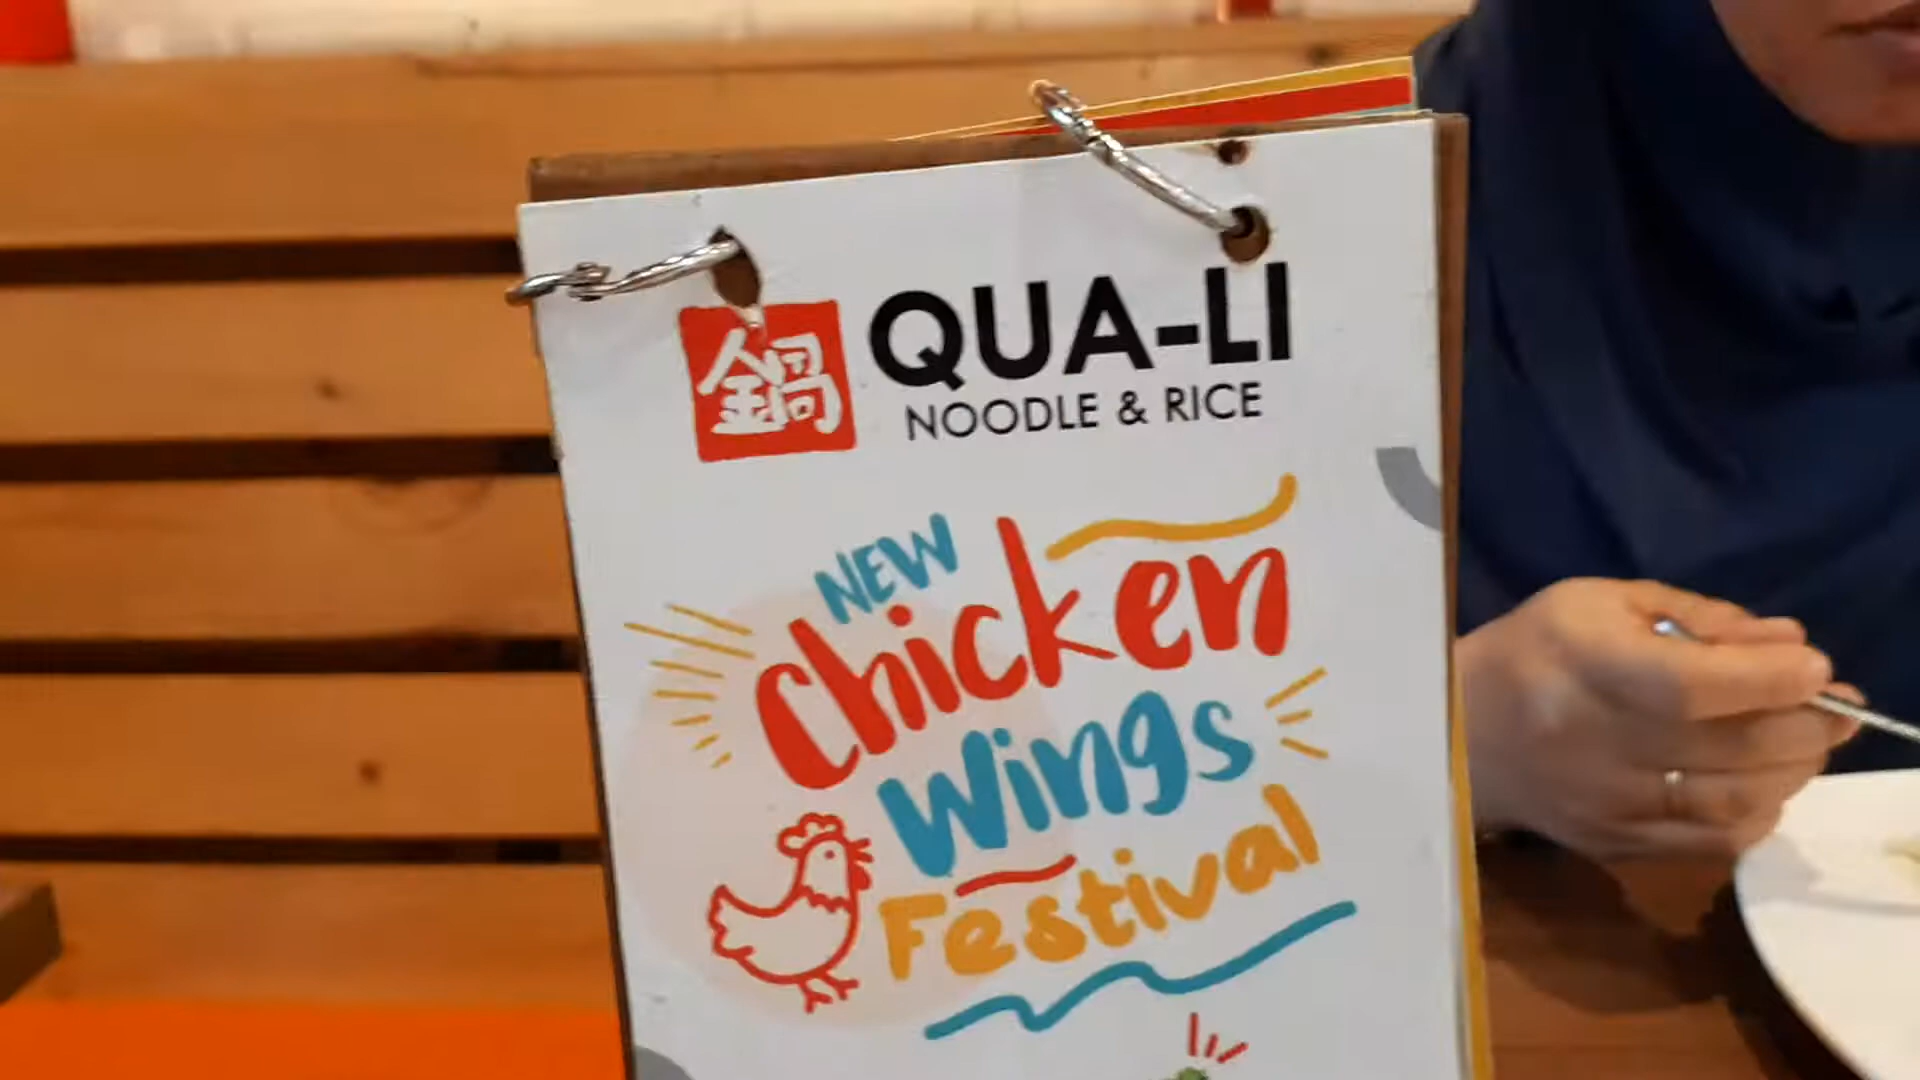 鍋
QUA-LI
NOODLE & RICE
NEW
chicken
wings
Festival